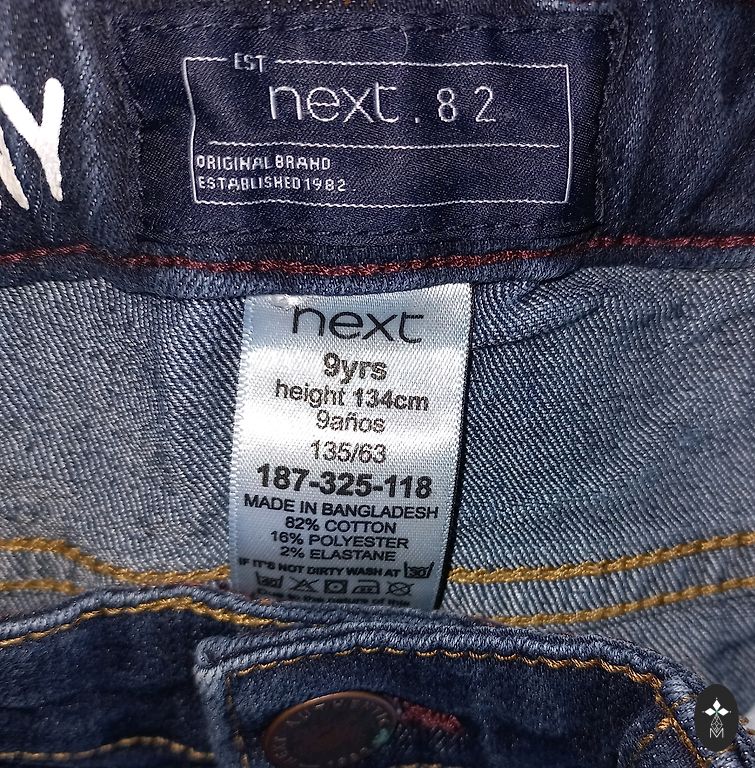 EST
next.82
ORIGINAL BRAND
ESTABLISHED 1982
next
9yrs
height 134cm
9años
135/63
187-325-118
MADE IN BANGLADESH
82% COTTON
16% POLYESTER
2% ELASTANE
IF IT'S NOT DIRTY WASH AT 30°